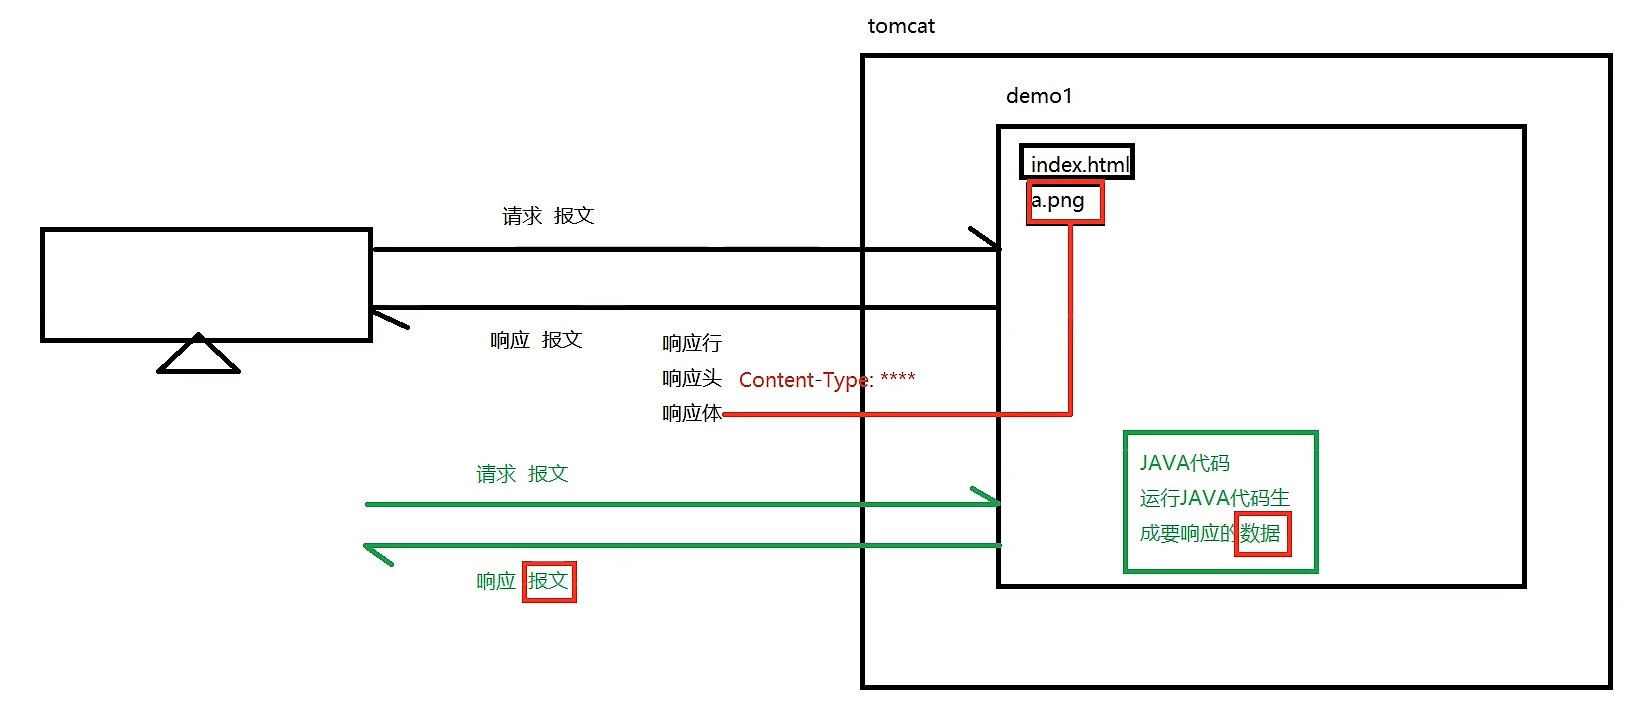 tomcat
demo1
index.html
a.png
请求 报文
响应 报文
响应行
响应头 Content-Type: ****
响应体
请求 报文
响应 报文
JAVA代码
运行JAVA代码生
成要响应的数据